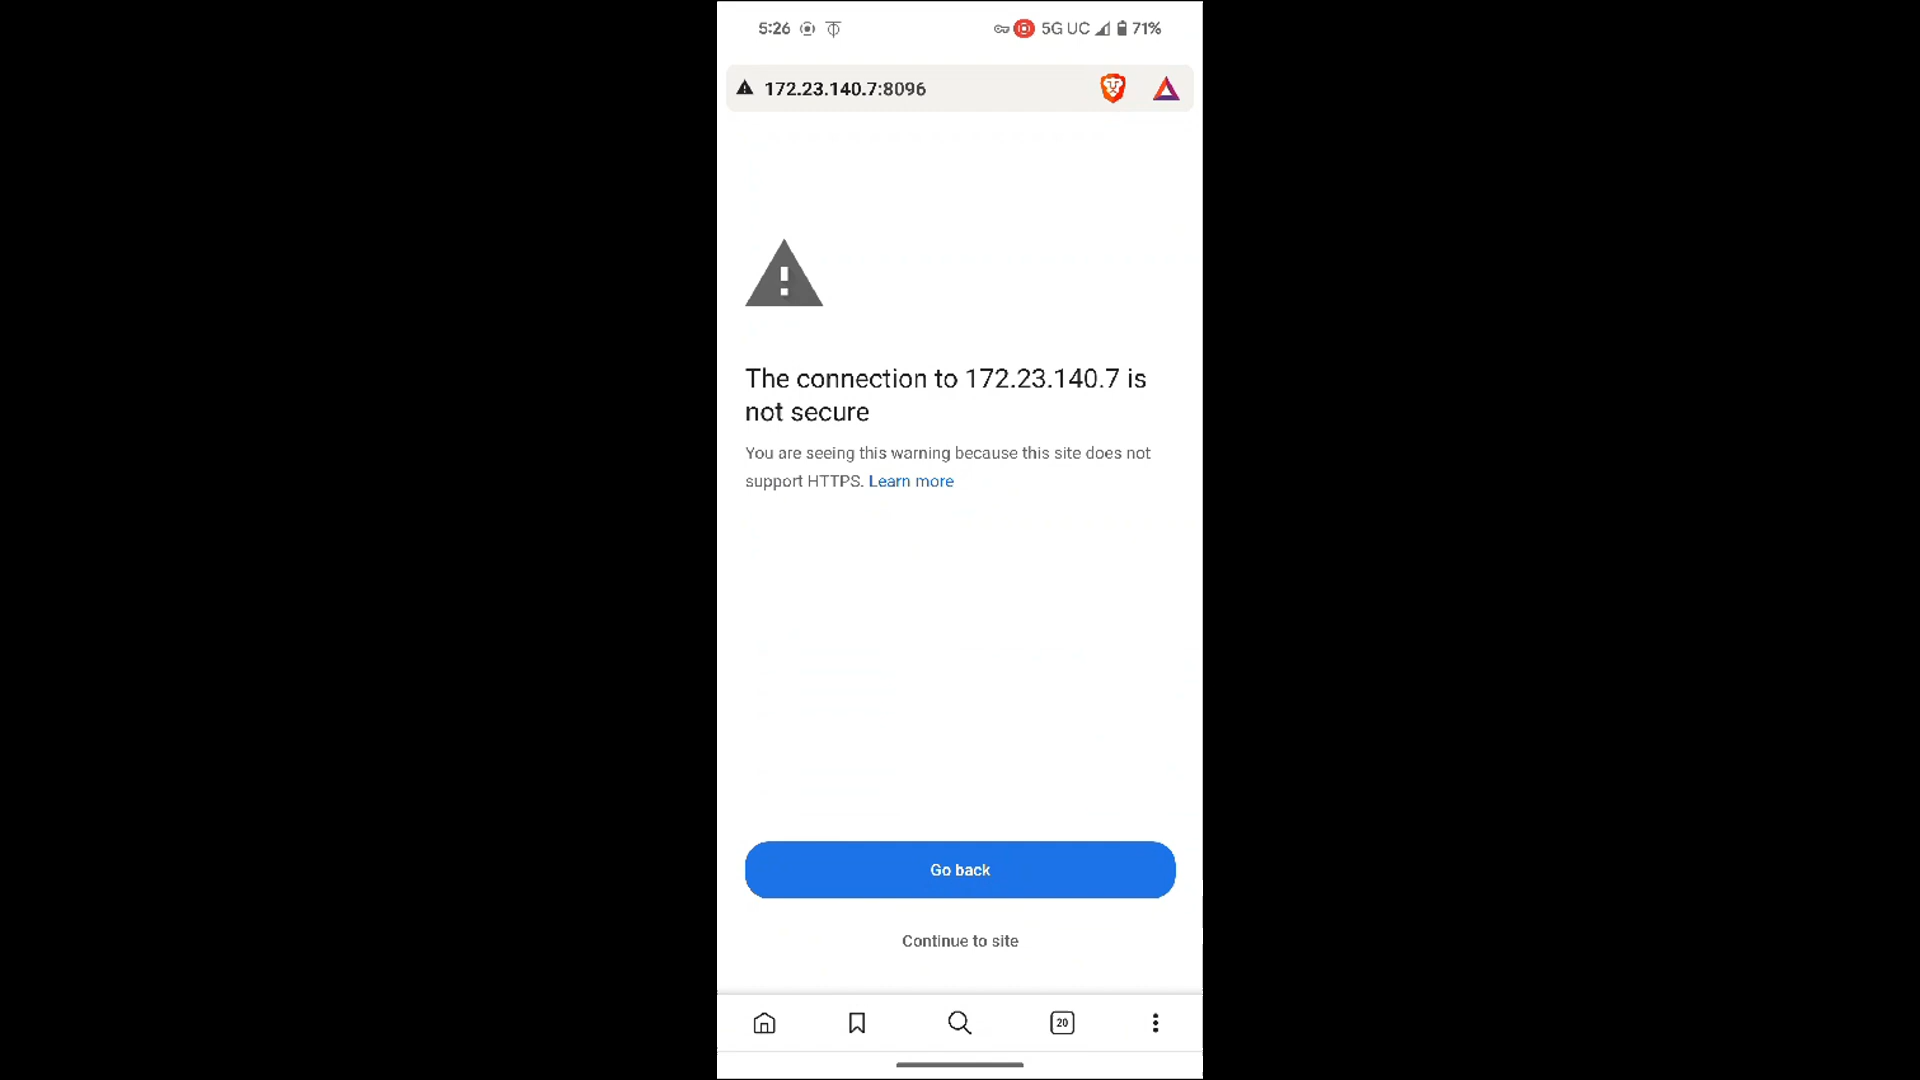 5:26 5G UC 71%
172.23.140.7:8096
The connection to 172.23.140.7 is
not secure
You are seeing this warning because this site does not
support HTTPS. Learn more
Go back
Continue to site
20